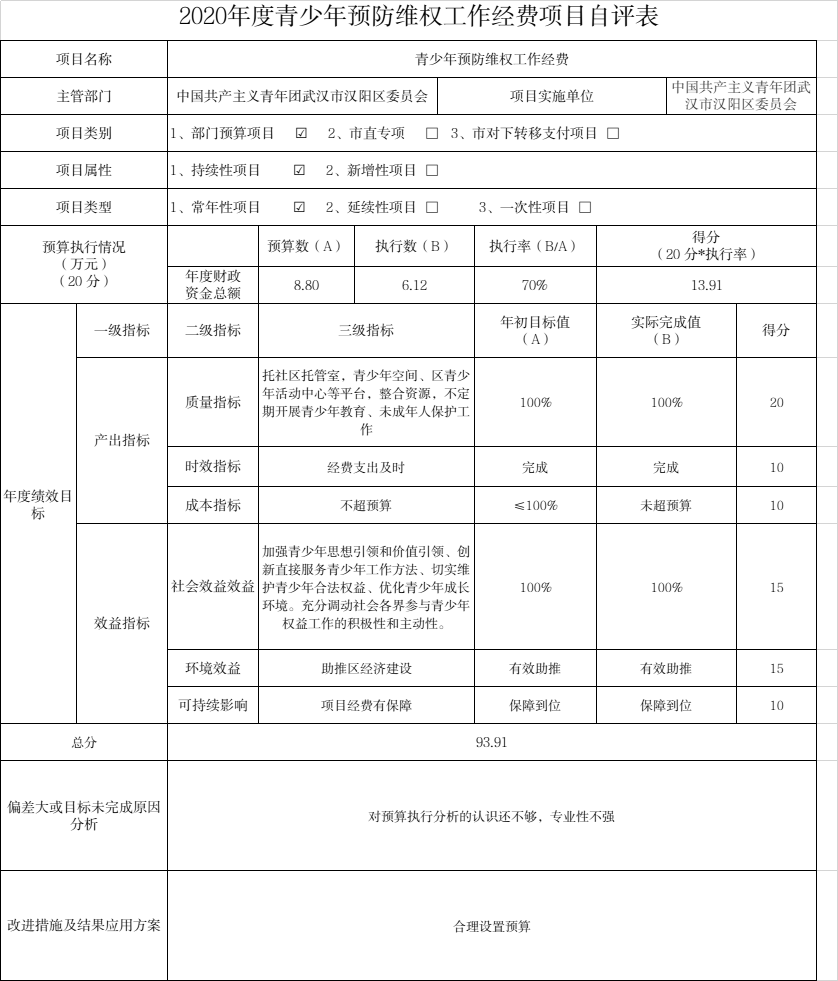 2020年度青少年预防维权工作经费项目自评表
项目名称
青少年预防维权工作经费
主管部门
中国共产主义青年团武汉市汉阳区委员会
项目实施单位
中国共产主义青年团武
汉市汉阳区委员会
项目类别
1、部门预算项目 ☑ 2、市直专项 □ 3、市对下转移支付项目 □
项目属性
1、持续性项目 ☑ 2、新增性项目 □
项目类型
1、常年性项目 ☑ 2、延续性项目 □ 3、一次性项目 □
预算执行情况
（万元）
（20分）
预算数（A）
执行数（B）
执行率（B/A）
得分
（20分*执行率）
年度财政
资金总额
8.80
6.12
70%
13.91
年度绩效目
标
一级指标
二级指标
三级指标
年初目标值
（A）
实际完成值
（B）
得分
产出指标
质量指标
托社区托管室，青少年空间、区青少
年活动中心等平台，整合资源，不定
期开展青少年教育、未成年人保护工
作
100%
100%
20
时效指标
经费支出及时
完成
完成
10
成本指标
不超预算
≤100%
未超预算
10
效益指标
社会效益效益
加强青少年思想引领和价值引领、创
新直接服务青少年工作方法、切实维
护青少年合法权益、优化青少年成长
环境。充分调动社会各界参与青少年
权益工作的积极性和主动性。
100%
100%
15
环境效益
助推区经济建设
有效助推
有效助推
15
可持续影响
项目经费有保障
保障到位
保障到位
10
总分
93.91
偏差大或目标未完成原因
分析
对预算执行分析的认识还不够，专业性不强
改进措施及结果应用方案
合理设置预算